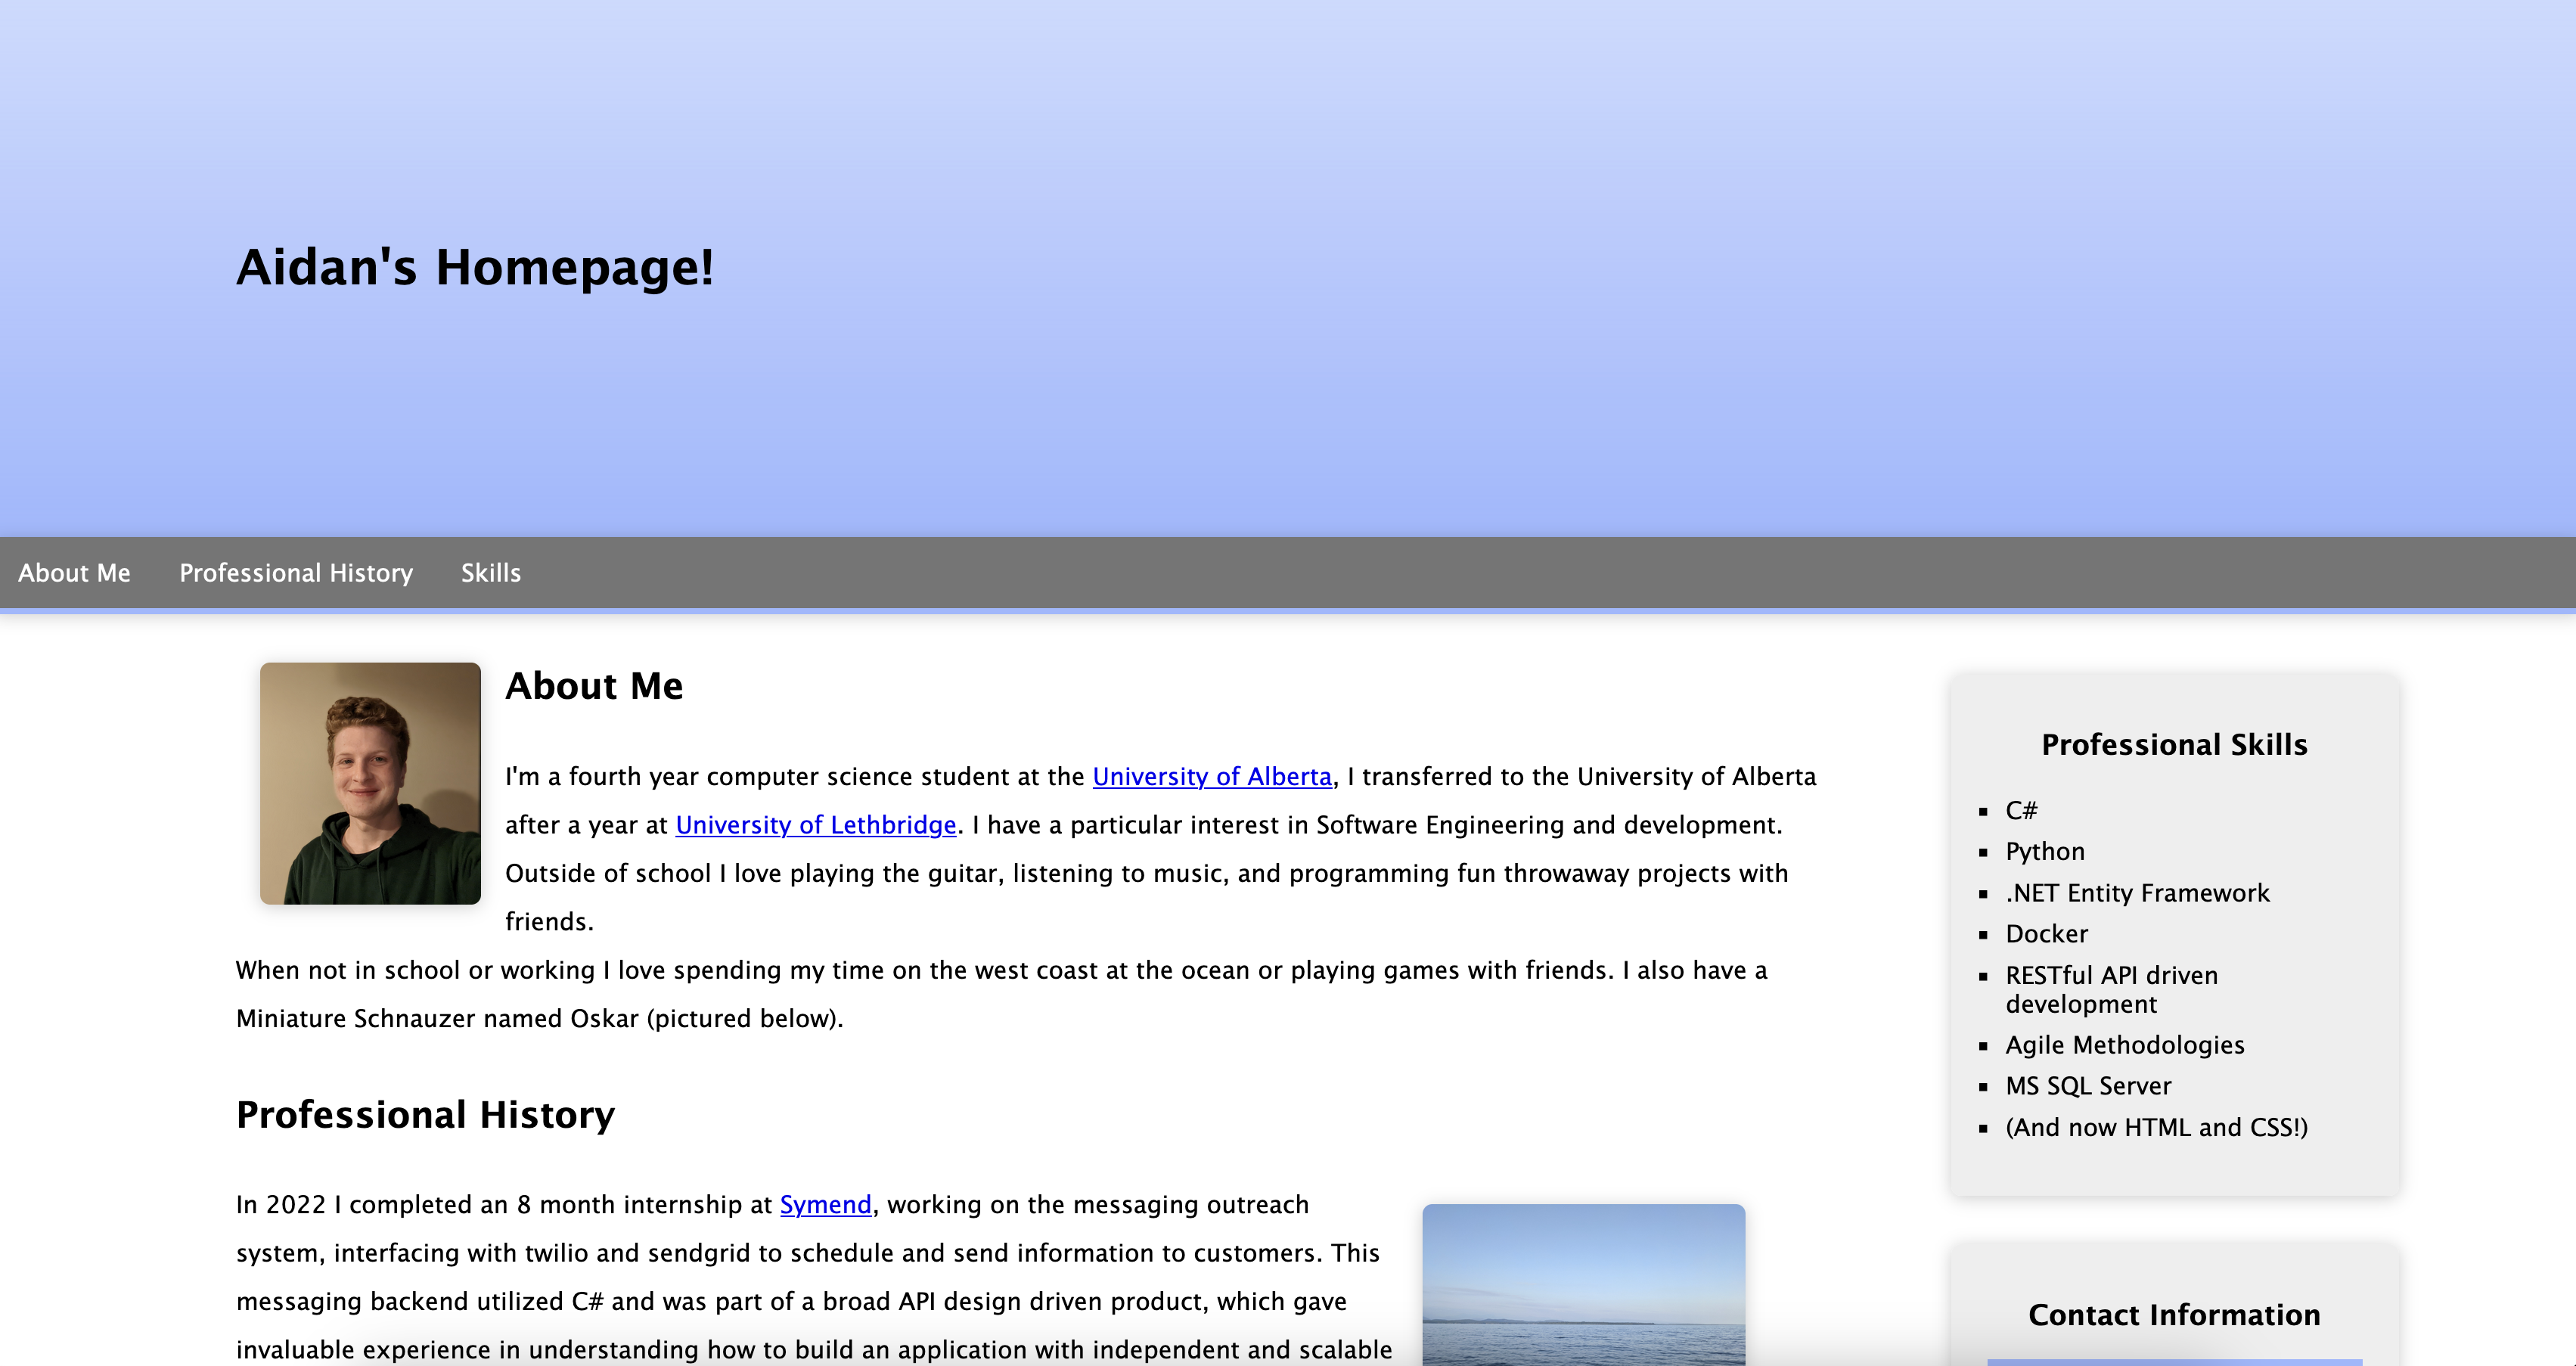 Aidan's Homepage!
About Me
Professional History
Skills
About Me
I'm a fourth year computer science student at the University of Alberta, I transferred to the University of Alberta
after a year at University of Lethbridge. I have a particular interest in Software Engineering and development.
Outside of school I love playing the guitar, listening to music, and programming fun throwaway projects with
friends.
When not in school or working I love spending my time on the west coast at the ocean or playing games with friends. I also have a
Miniature Schnauzer named Oskar (pictured below).
Professional History
In 2022 I completed an 8 month internship at Symend, working on the messaging outreach
system, interfacing with twilio and sendgrid to schedule and send information to customers. This
messaging backend utilized C# and was part of a broad API design driven product, which gave
invaluable experience in understanding how to build an application with independent and scalable
Professional Skills
C#
Python
.NET Entity Framework
Docker
RESTful API driven
development
Agile Methodologies
MS SQL Server
(And now HTML and CSS!)
Contact Information